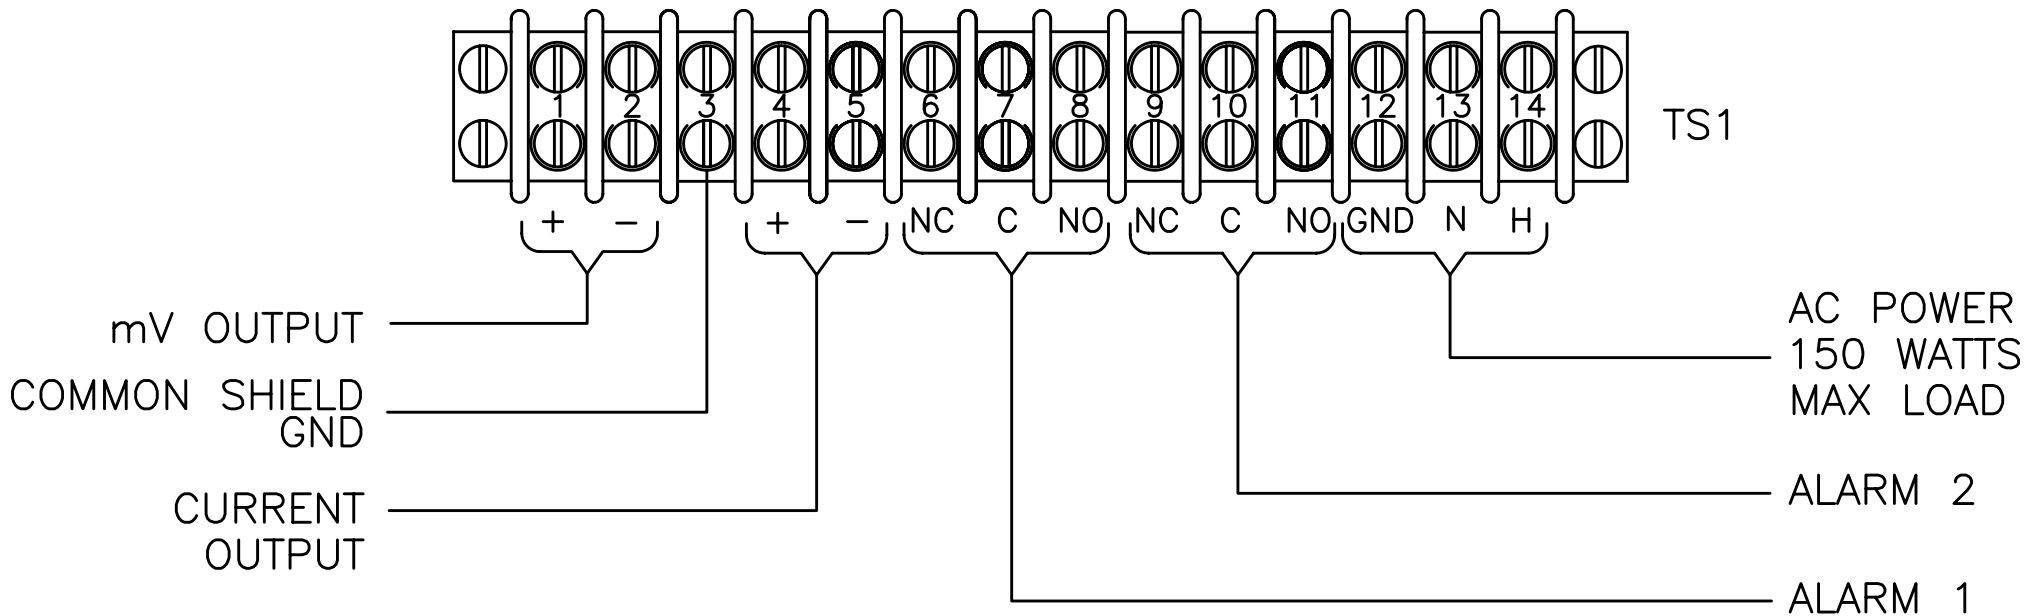 1 2 3 4 5 6 7 8 9 10 11 12 13 14
TS1
+ − + − NC C NO NC C NO GND N H
mV OUTPUT
COMMON SHIELD
GND
CURRENT
OUTPUT
AC POWER
150 WATTS
MAX LOAD
ALARM 2
ALARM 1